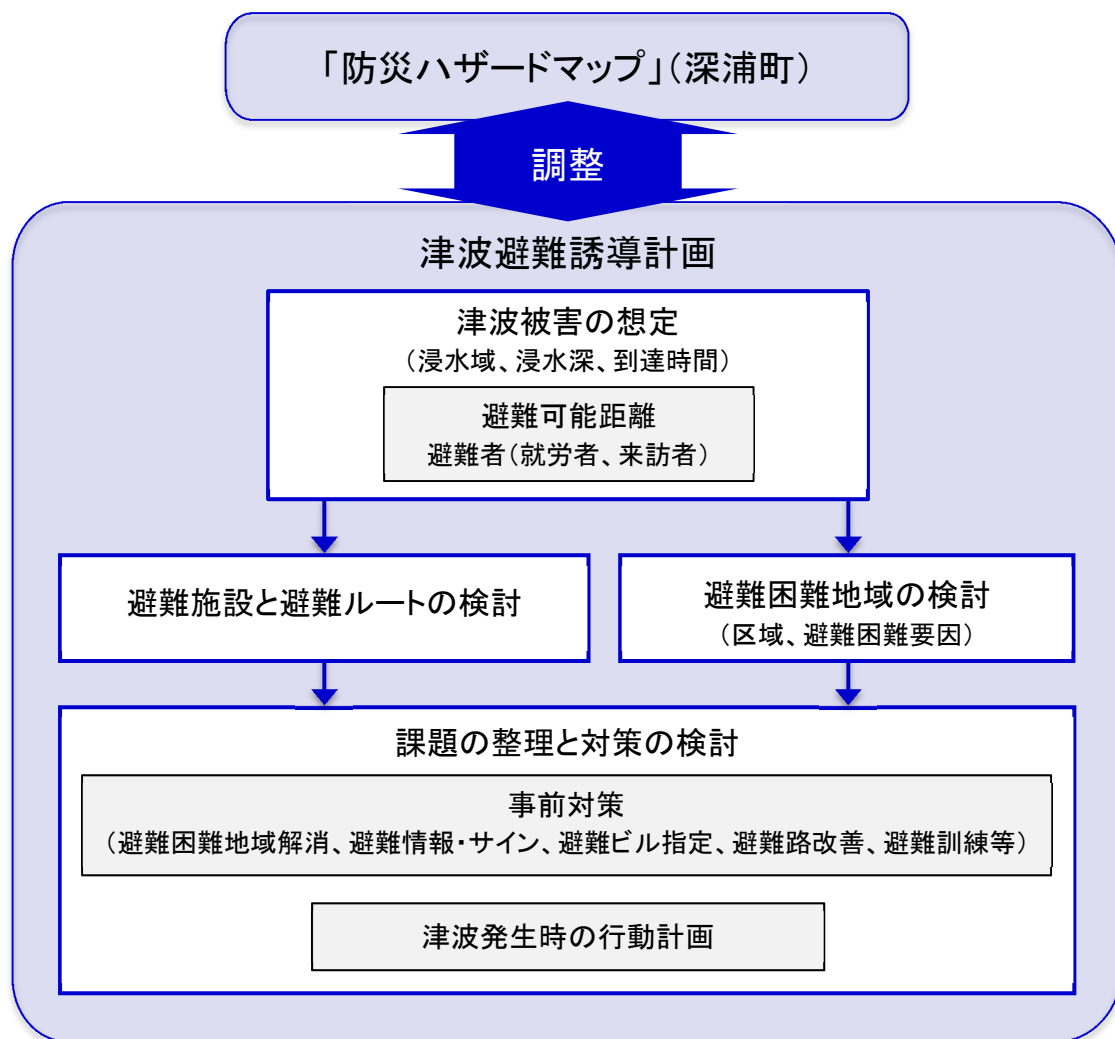 「防災ハザードマップ」(深浦町)
調整
津波避難誘導計画
津波被害の想定
(浸水域、浸水深、到達時間)
避難可能距離
避難者(就労者、来訪者)
避難施設と避難ルートの検討
避難困難地域の検討
(区域、避難困難要因)
課題の整理と対策の検討
事前対策
(避難困難地域解消、避難情報・サイン、避難ビル指定、避難路改善、避難訓練等)
津波発生時の行動計画